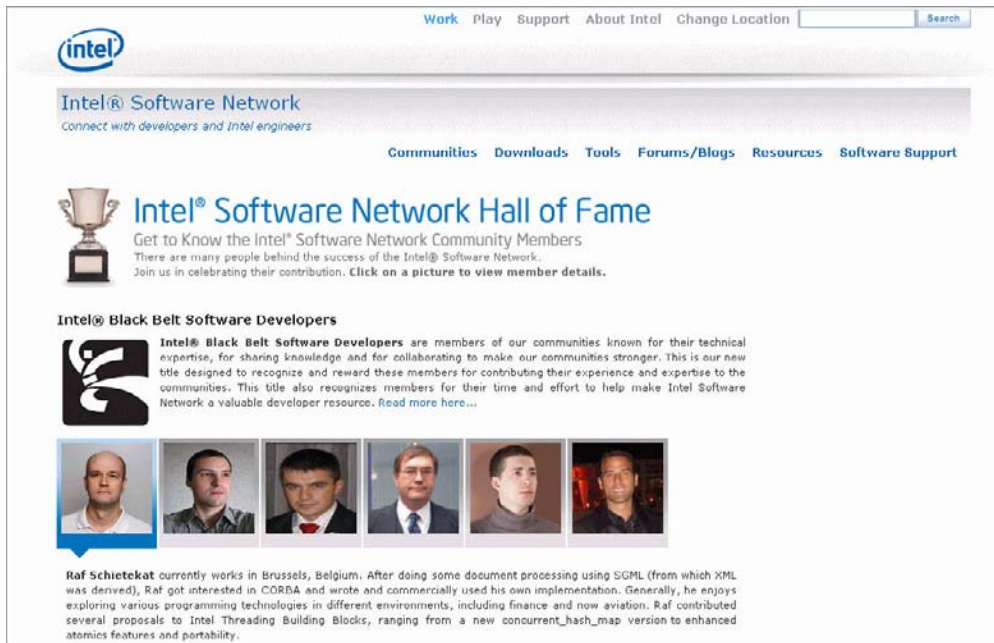 Work Play Support About Intel Change Location Search
intel
Intel® Software Network
Connect with developers and Intel engineers
Communities Downloads Tools Forums/Blogs Resources Software Support
Intel® Software Network Hall of Fame
Get to Know the Intel® Software Network Community Members
There are many people behind the success of the Intel® Software Network.
Join us in celebrating their contribution. Click on a picture to view member details.
Intel® Black Belt Software Developers
Intel® Black Belt Software Developers are members of our communities known for their technical
expertise, for sharing knowledge and for collaborating to make our communities stronger. This is our new
title designed to recognize and reward these members for contributing their experience and expertise to the
communities. This title also recognizes members for their time and effort to help make Intel Software
Network a valuable developer resource. Read more here...
Raf Schietekat currently works in Brussels, Belgium. After doing some document processing using SGML (from which XML
was derived), Raf got interested in CORBA and wrote and commercially used his own implementation. Generally, he enjoys
exploring various programming technologies in different environments, including finance and now aviation. Raf contributed
several proposals to Intel Threading Building Blocks, ranging from a new concurrent_hash_map version to enhanced
atomics features and portability.